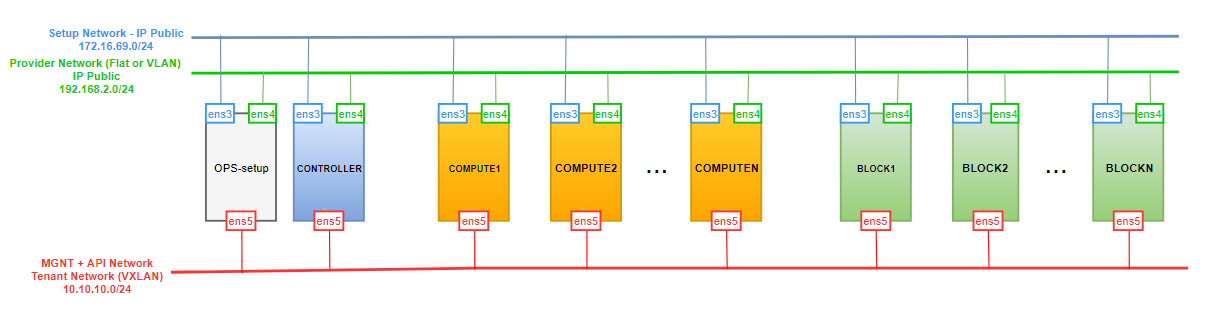 Setup Network - IP Public
172.16.69.0/24
Provider Network (Flat or VLAN)
IP Public
192.168.2.0/24
ens3 ens4 ens3 ens4 ens3 ens4 ens3 ens4 ens3 ens4 ens3 ens4 ens3 ens4 ens3 ens4
OPS-setup CONTROLLER COMPUTE1 COMPUTE2 ... COMPUTEN BLOCK1 BLOCK2 ... BLOCKN
ens5 ens5 ens5 ens5 ens5 ens5 ens5 ens5
MGNT + API Network
Tenant Network (VXLAN)
10.10.10.0/24